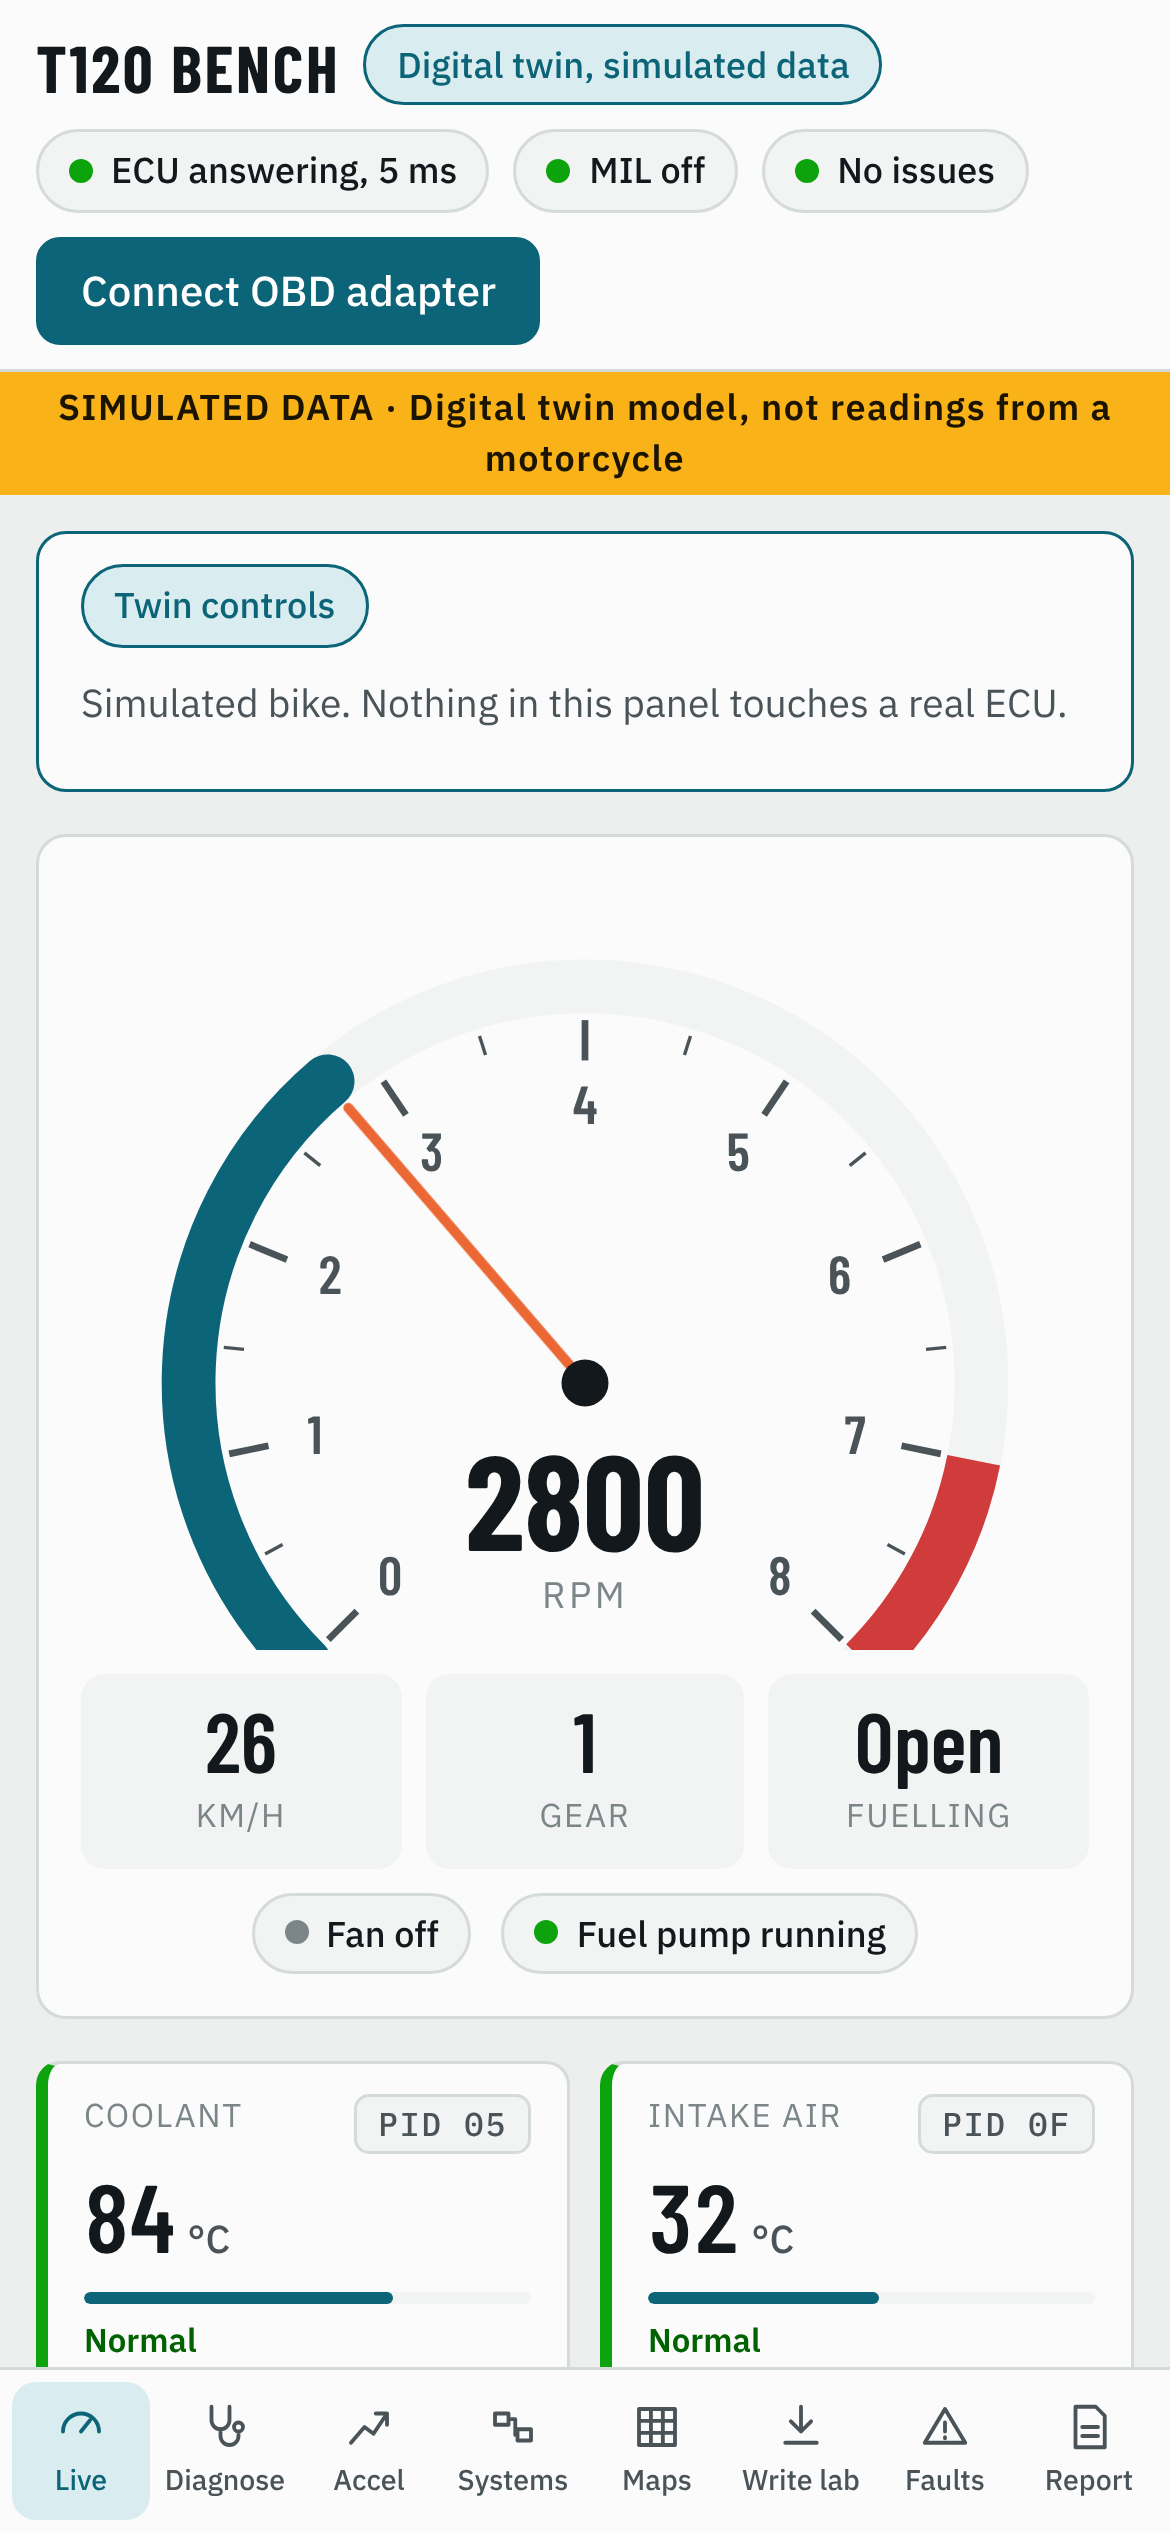 T120 BENCH
Digital twin, simulated data
ECU answering, 5 ms
MIL off
No issues
Connect OBD adapter
SIMULATED DATA · Digital twin model, not readings from a
motorcycle
Twin controls
Simulated bike. Nothing in this panel touches a real ECU.
4
3
5
2
6
1
7
2800
0
8
RPM
26
1
Open
KM/H
GEAR
FUELLING
Fan off
Fuel pump running
COOLANT
PID 05
INTAKE AIR
PID 0F
84 °C
32 °C
Normal
Normal
Live
Diagnose
Accel
Systems
Maps
Write lab
Faults
Report